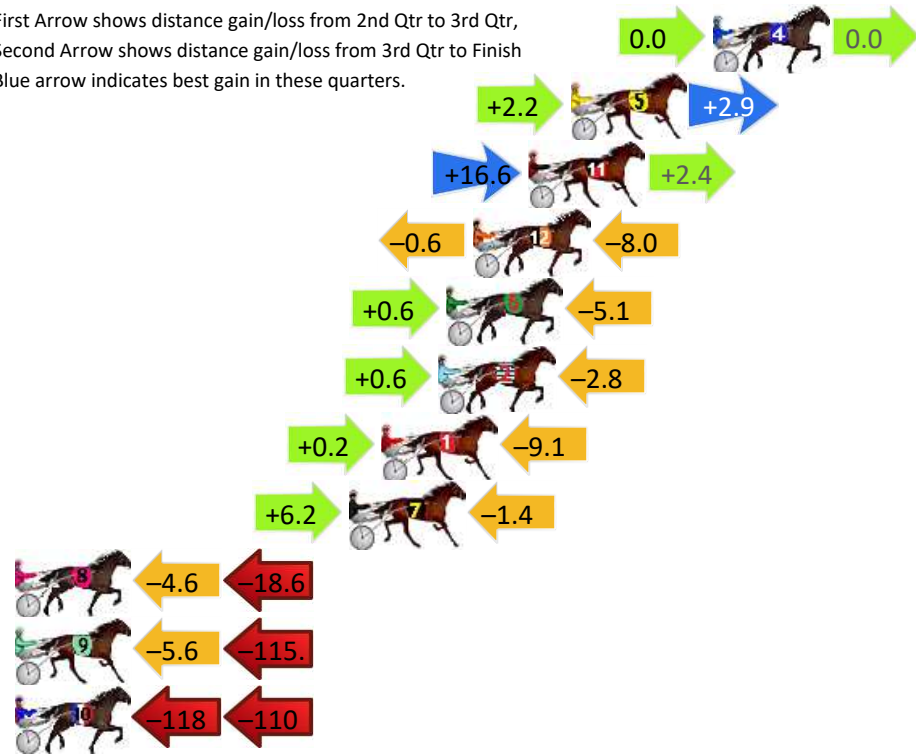 First Arrow shows distance gain/loss from 2nd Qtr to 3rd Qtr,
Second Arrow shows distance gain/loss from 3rd Qtr to Finish
Blue arrow indicates best gain in these quarters.
0.0 4 0.0
+2.2 5 +2.9
+16.6 11 +2.4
–0.6 12 –8.0
+0.6 6 –5.1
+0.6 2 –2.8
+0.2 1 –9.1
+6.2 7 –1.4
8 –4.6 –18.6
9 –5.6 –115.
10 –118 –110